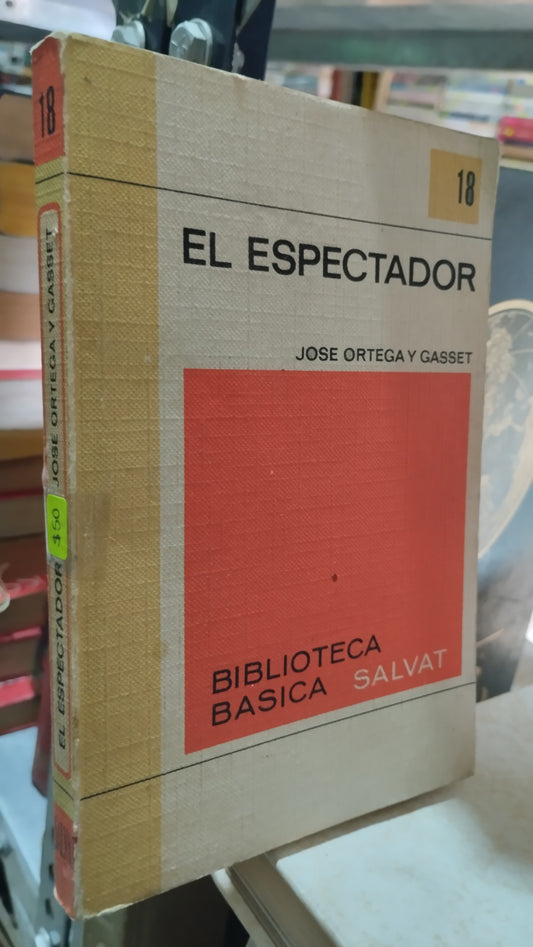 18
EL ESPECTADOR
JOSE ORTEGA Y GASSET
BIBLIOTECA
BASICA SALVAT
18
EL ESPECTADOR JOSE ORTEGA Y GASSET
$50